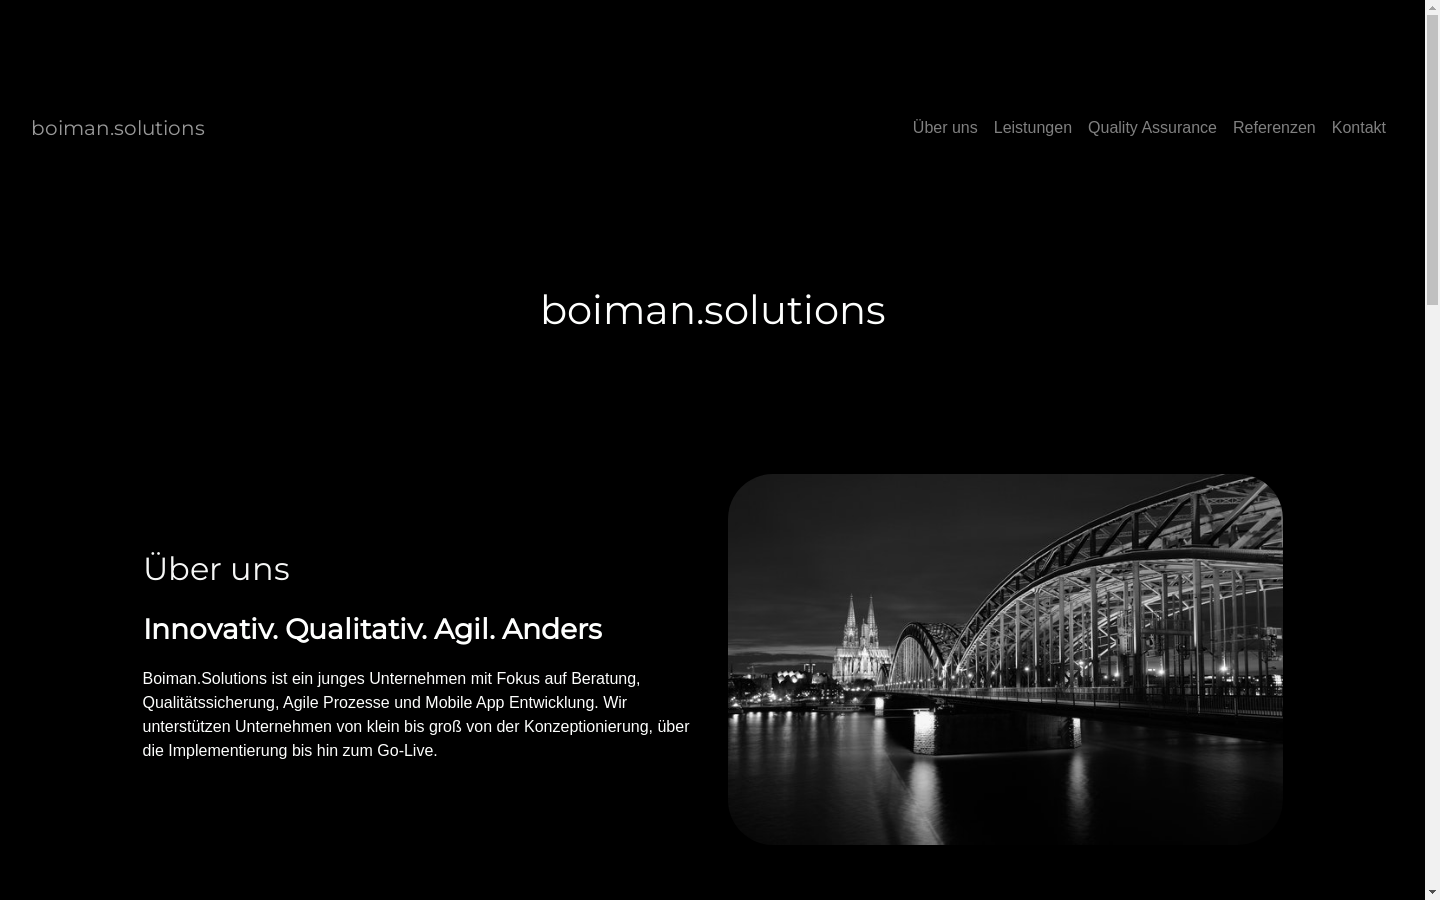 boiman.solutions
Über uns Leistungen Quality Assurance Referenzen Kontakt
boiman.solutions
Über uns
Innovativ. Qualitativ. Agil. Anders
Boiman.Solutions ist ein junges Unternehmen mit Fokus auf Beratung,
Qualitätssicherung, Agile Prozesse und Mobile App Entwicklung. Wir
unterstützen Unternehmen von klein bis groß von der Konzeptionierung, über
die Implementierung bis hin zum Go-Live.